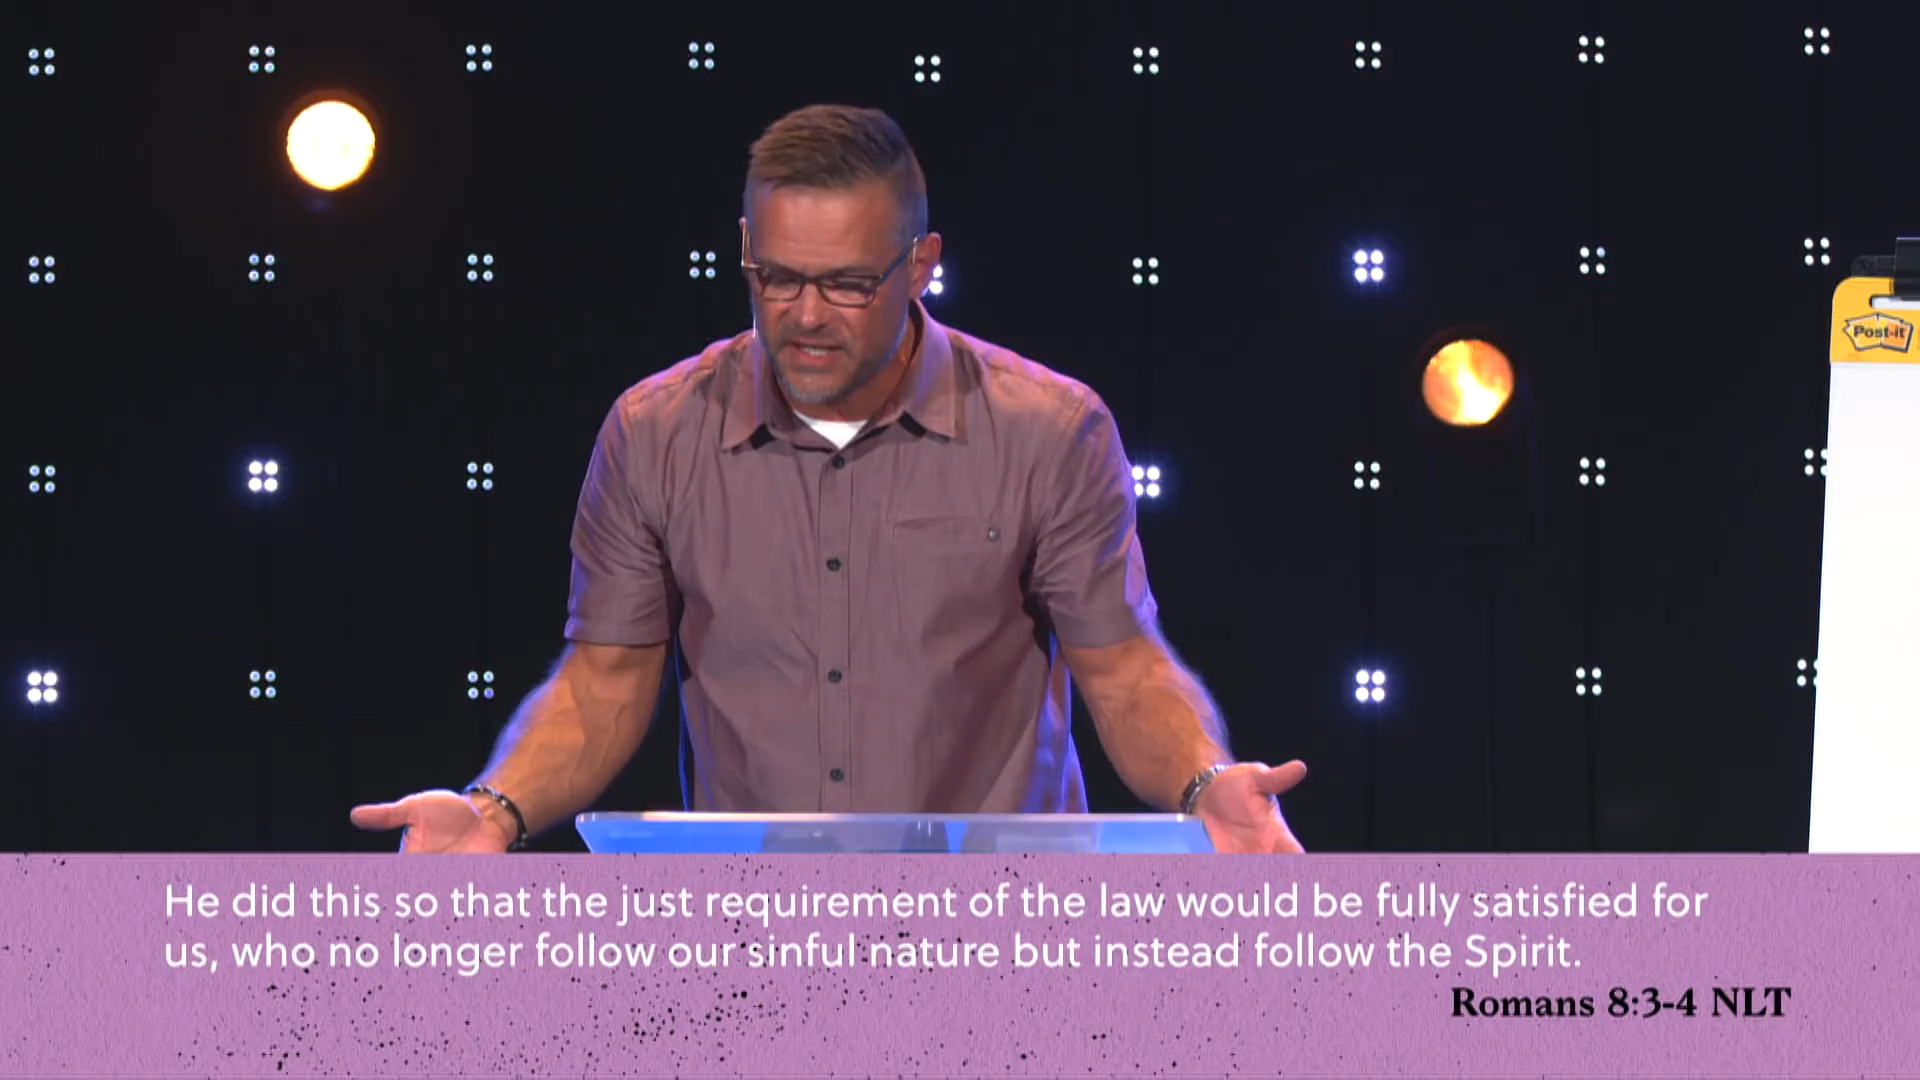 Post-it
He did this so that the just requirement of the law would be fully satisfied for
us, who no longer follow our sinful nature but instead follow the Spirit.
Romans 8:3-4 NLT